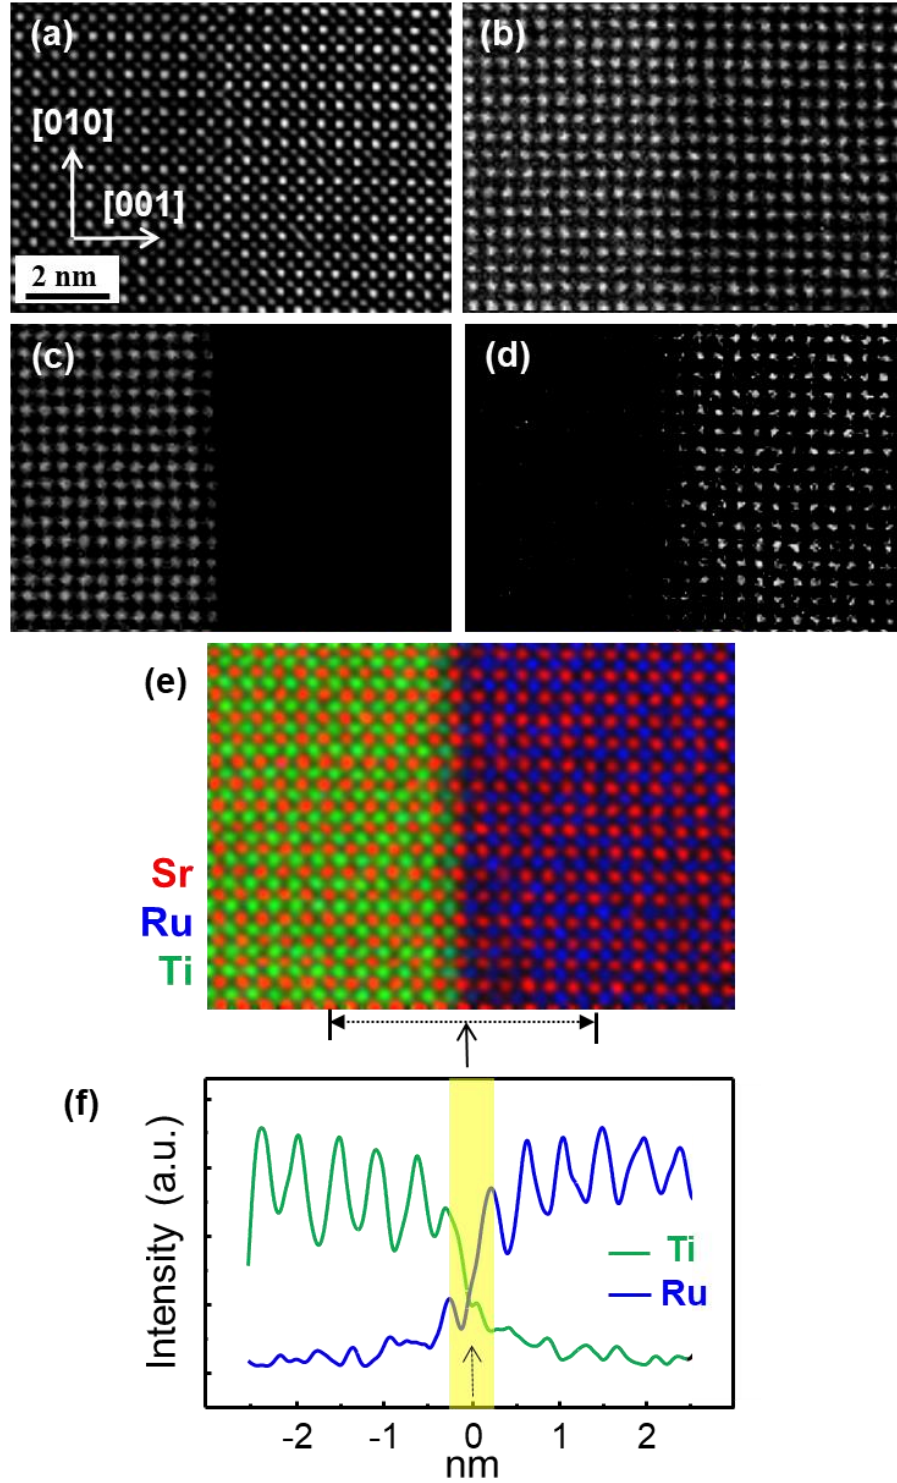 (a)
(b)
[010]
[001]
2 nm
(c)
(d)
(e)
Sr
Ru
Ti
(f)
Intensity (a.u.)
Ti
Ru
-2 -1 0 1 2
nm